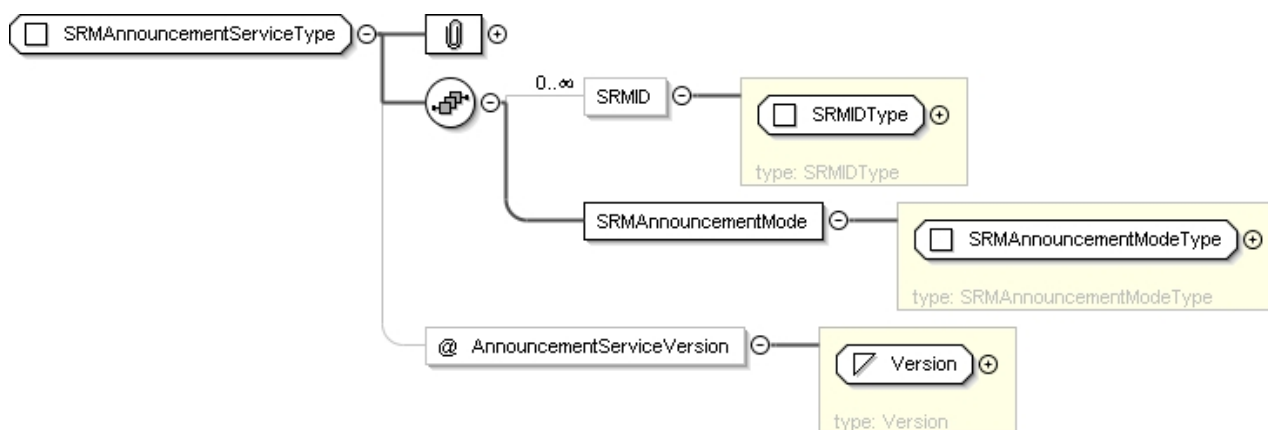 SRMAnnouncementServiceType
0..∞
SRMID
SRMIDType
type: SRMIDType
SRMAnnouncementMode
SRMAnnouncementModeType
type: SRMAnnouncementModeType
@ AnnouncementServiceVersion
Version
type: Version